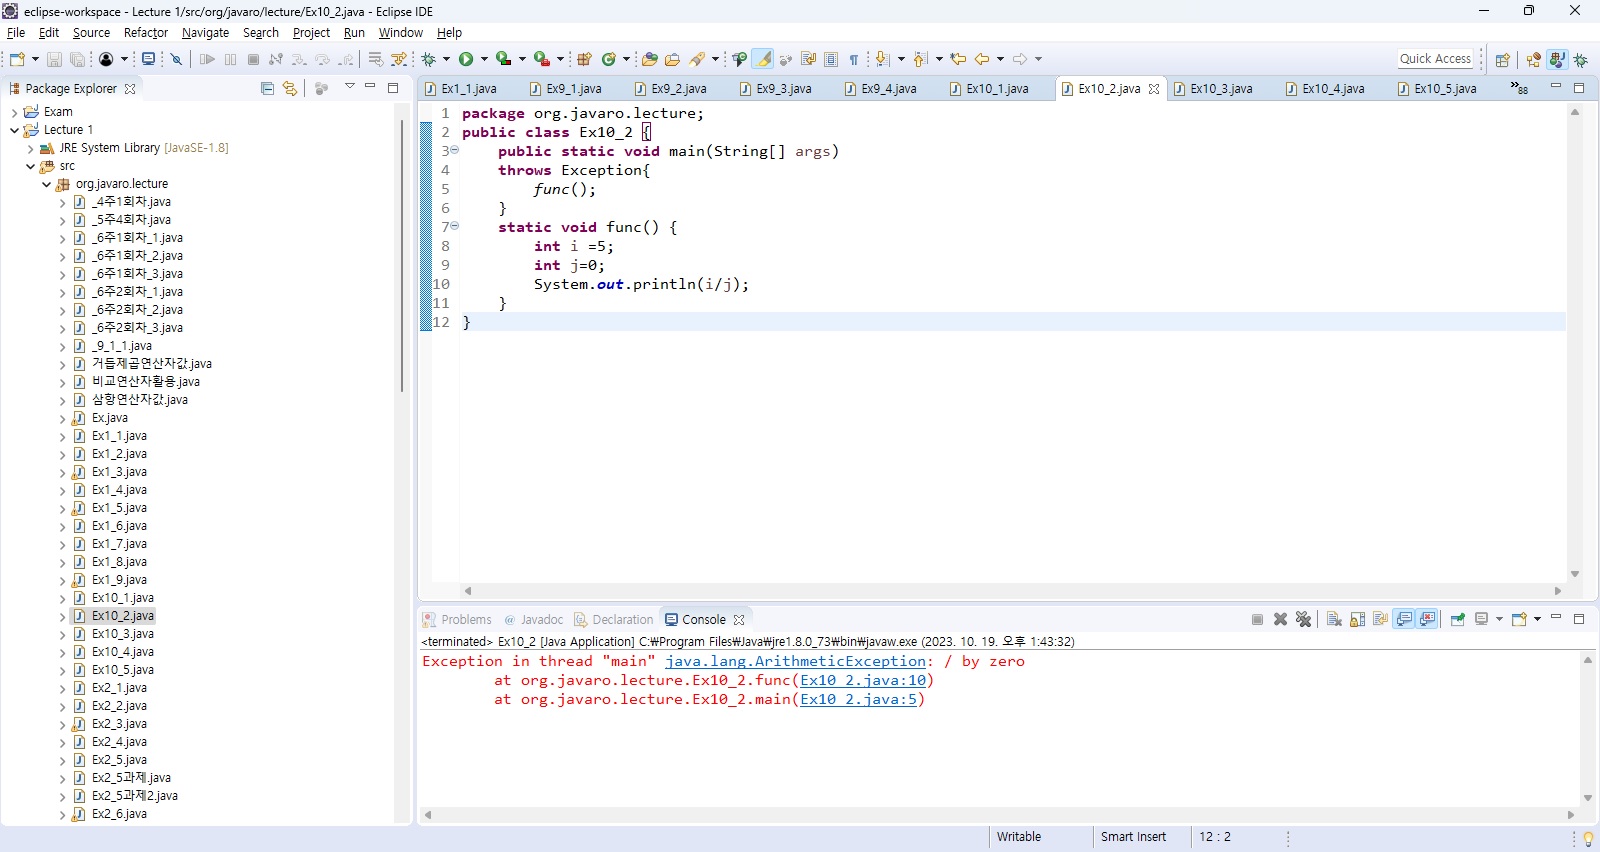 eclipse-workspace - Lecture 1/src/org/javaro/lecture/Ex10_2.java - Eclipse IDE
File Edit Source Refactor Navigate Search Project Run Window Help
Quick Access
Package Explorer
Exam
Lecture 1
JRE System Library [JavaSE-1.8]
src
org.javaro.lecture
_4주1회차.java
_5주4회차.java
_6주1회차_1.java
_6주1회차_2.java
_6주1회차_3.java
_6주2회차_1.java
_6주2회차_2.java
_6주2회차_3.java
_9_1_1.java
거듭제곱연산자값.java
비교연산자활용.java
삼항연산자값.java
Ex.java
Ex1_1.java
Ex1_2.java
Ex1_3.java
Ex1_4.java
Ex1_5.java
Ex1_6.java
Ex1_7.java
Ex1_8.java
Ex1_9.java
Ex10_1.java
Ex10_2.java
Ex10_3.java
Ex10_4.java
Ex10_5.java
Ex2_1.java
Ex2_2.java
Ex2_3.java
Ex2_4.java
Ex2_5.java
Ex2_5과제.java
Ex2_5과제2.java
Ex2_6.java
Ex1_1.java Ex9_1.java Ex9_2.java Ex9_3.java Ex9_4.java Ex10_1.java Ex10_2.java Ex10_3.java Ex10_4.java Ex10_5.java »88
1 package org.javaro.lecture;
2 public class Ex10_2 {
3 public static void main(String[] args)
4 throws Exception{
5 func();
6 }
7 static void func() {
8 int i =5;
9 int j=0;
10 System.out.println(i/j);
11 }
12 }
Problems @ Javadoc Declaration Console
<terminated> Ex10_2 [Java Application] C:₩Program Files₩Java₩jre1.8.0_73₩bin₩javaw.exe (2023. 10. 19. 오후 1:43:32)
Exception in thread "main" java.lang.ArithmeticException: / by zero
at org.javaro.lecture.Ex10_2.func(Ex10_2.java:10)
at org.javaro.lecture.Ex10_2.main(Ex10_2.java:5)
Writable Smart Insert 12 : 2